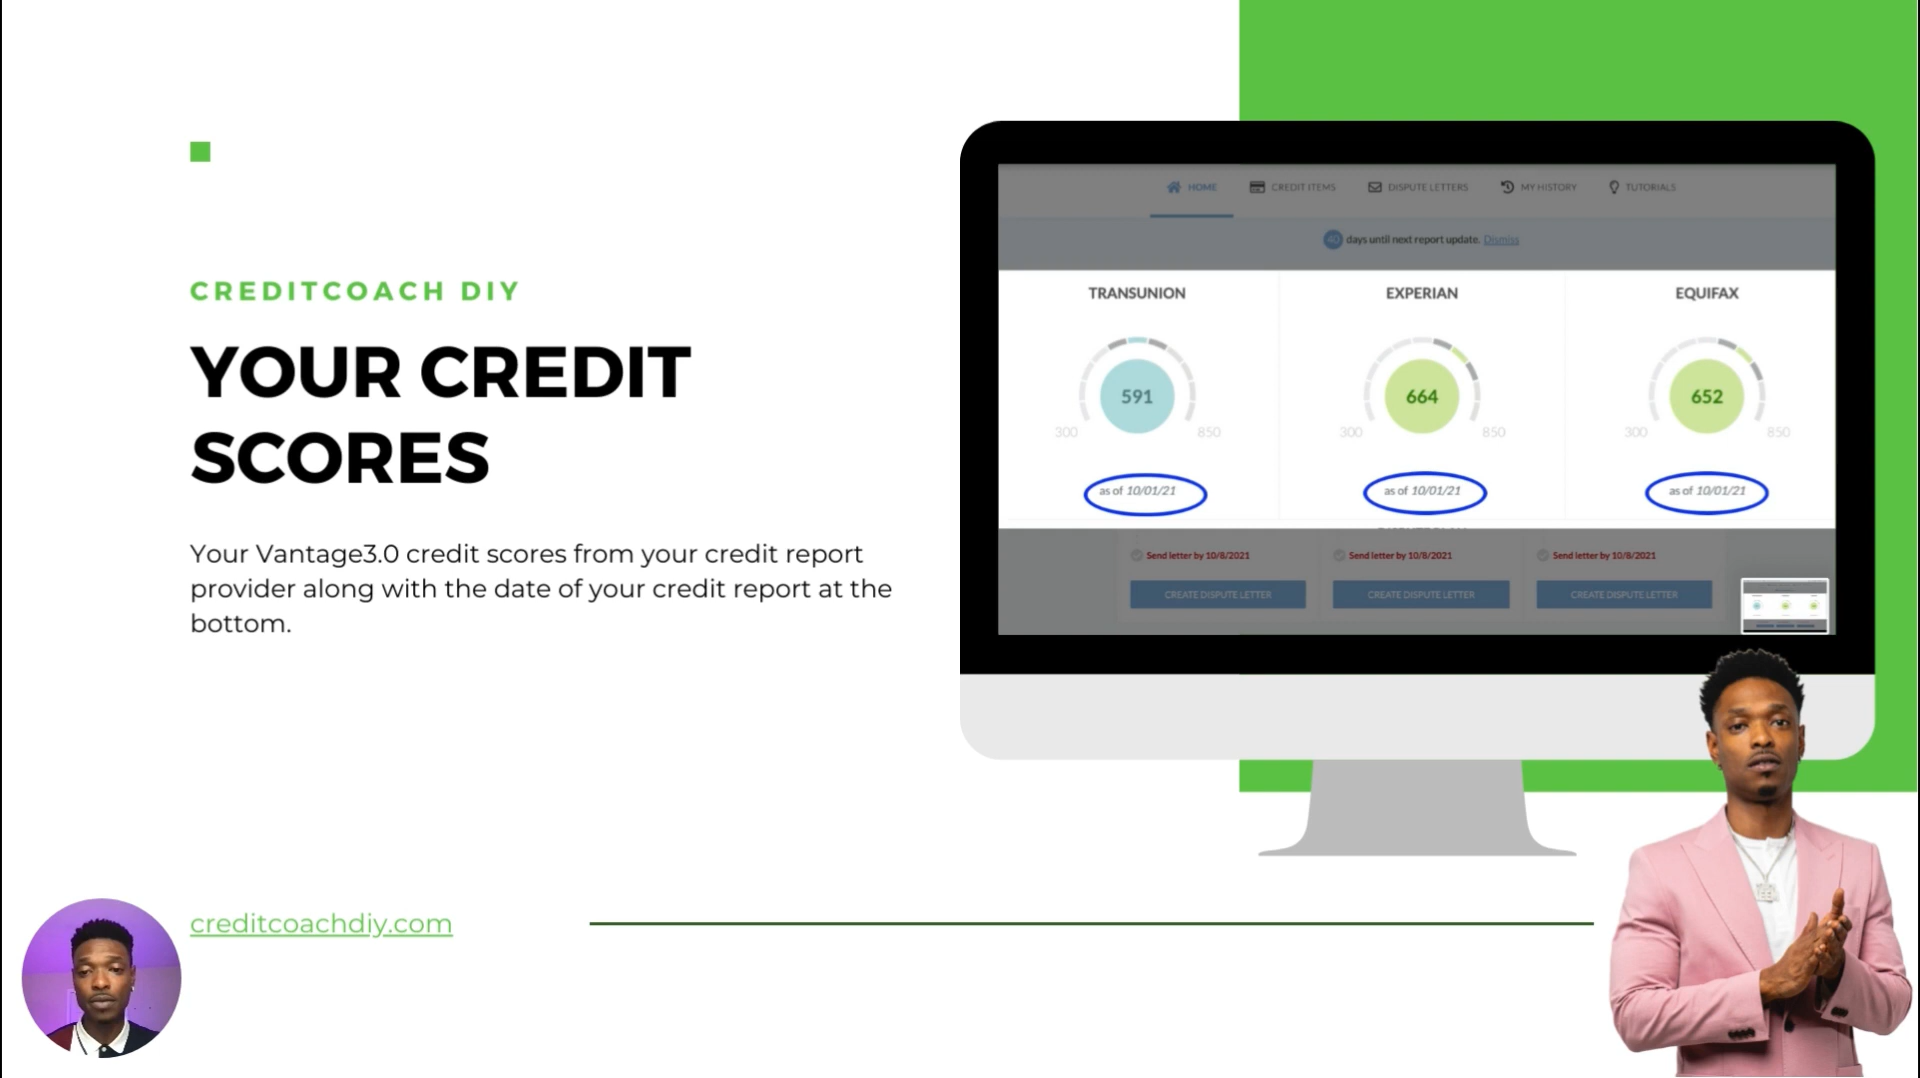 CREDITCOACH DIY
YOUR CREDIT
SCORES
Your Vantage3.0 credit scores from your credit report
provider along with the date of your credit report at the
bottom.
creditcoachdiy.com
HOME CREDIT ITEMS DISPUTE LETTERS MY HISTORY TUTORIALS
40 days until next report update. Dismiss
TRANSUNION EXPERIAN EQUIFAX
591 664 652
300 850 300 850 300 850
as of 10/01/21 as of 10/01/21 as of 10/01/21
Send letter by 10/8/2021 Send letter by 10/8/2021 Send letter by 10/8/2021
CREATE DISPUTE LETTER CREATE DISPUTE LETTER CREATE DISPUTE LETTER